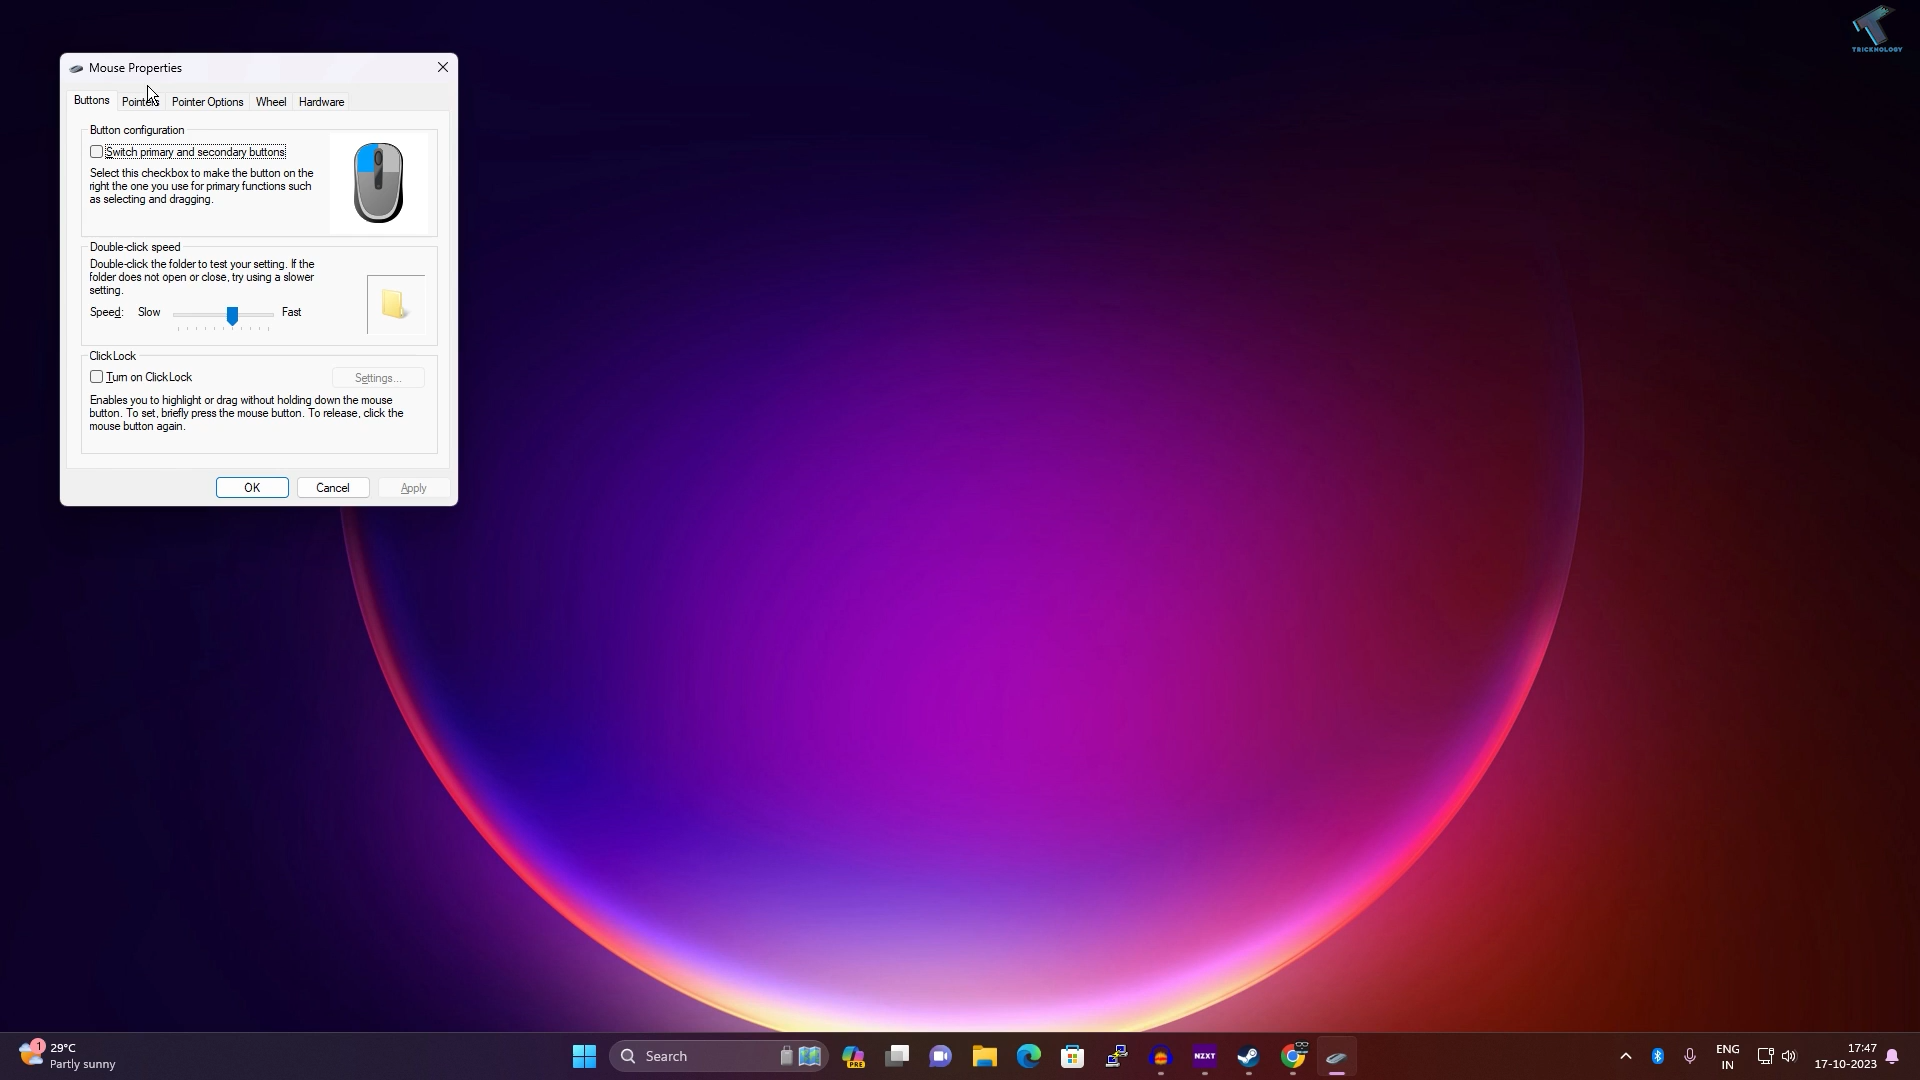 TRICKNOLOGY
Mouse Properties
Buttons Pointers Pointer Options Wheel Hardware
Button configuration
Switch primary and secondary buttons
Select this checkbox to make the button on the
right the one you use for primary functions such
as selecting and dragging.
Double-click speed
Double-click the folder to test your setting. If the
folder does not open or close, try using a slower
setting.
Speed: Slow Fast
ClickLock
Turn on ClickLock Settings...
Enables you to highlight or drag without holding down the mouse
button. To set, briefly press the mouse button. To release, click the
mouse button again.
OK Cancel Apply
1
29°C
Partly sunny
Search
PRE
NZXT
ENG
IN
17:47
17-10-2023